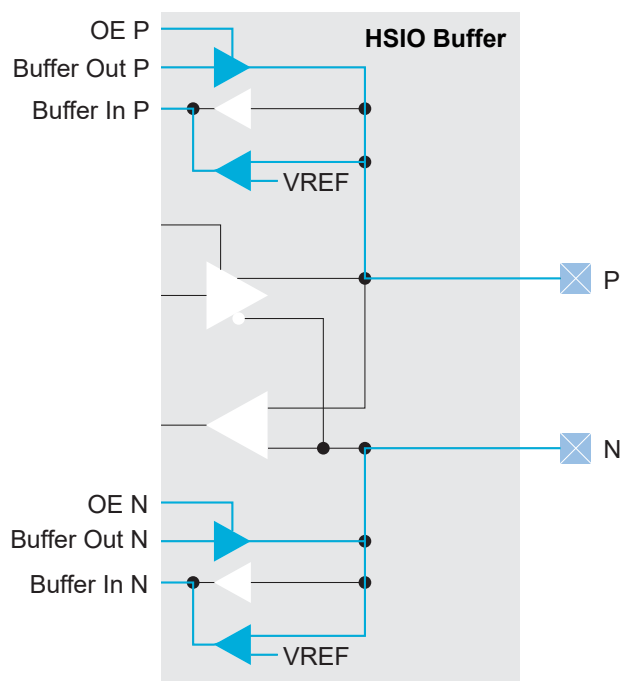 OE P
HSIO Buffer
Buffer Out P
Buffer In P
VREF
P
N
OE N
Buffer Out N
Buffer In N
VREF